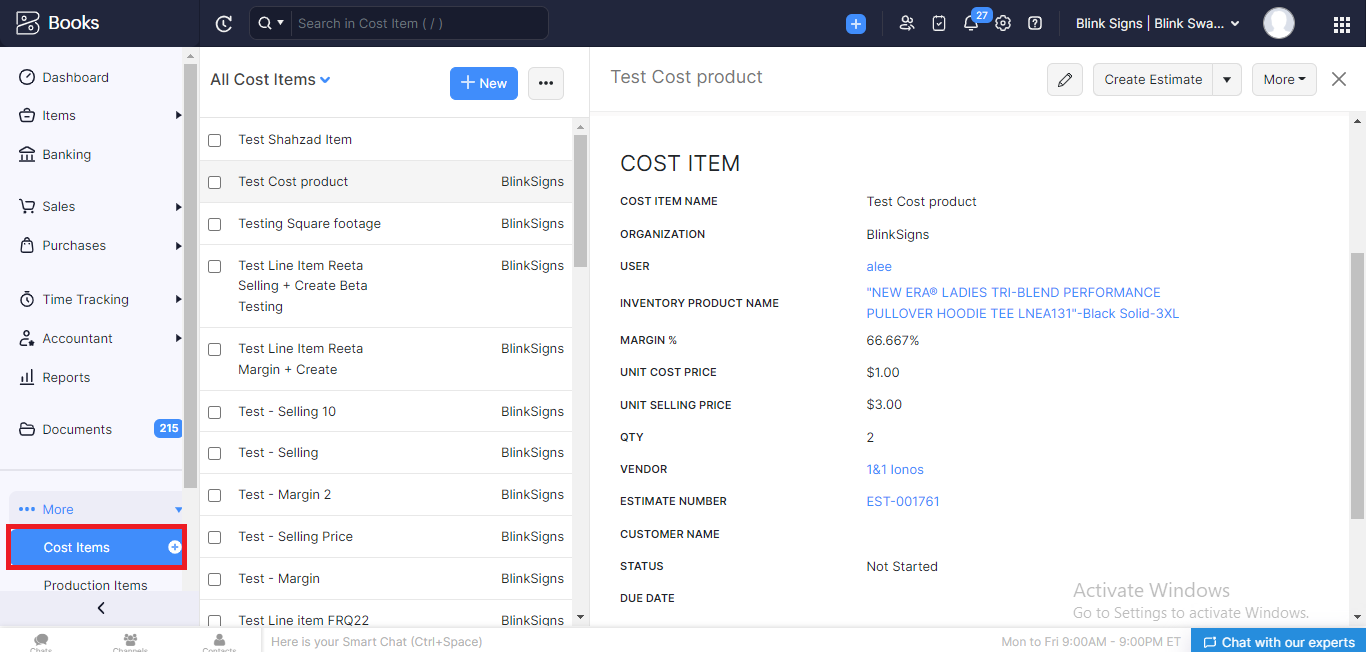 Books
Search in Cost Item ( / )
27
Blink Signs | Blink Swa...
Dashboard
Items
Banking
Sales
Purchases
Time Tracking
Accountant
Reports
Documents
215
More
Cost Items
Production Items
All Cost Items
New
Test Shahzad Item
Test Cost product BlinkSigns
Testing Square footage BlinkSigns
Test Line Item Reeta BlinkSigns
Selling + Create Beta
Testing
Test Line Item Reeta BlinkSigns
Margin + Create
Test - Selling 10 BlinkSigns
Test - Selling BlinkSigns
Test - Margin 2 BlinkSigns
Test - Selling Price BlinkSigns
Test - Margin BlinkSigns
Test Line item FRQ22 BlinkSigns
Test Cost product
Create Estimate
More
COST ITEM
COST ITEM NAME Test Cost product
ORGANIZATION BlinkSigns
USER alee
INVENTORY PRODUCT NAME "NEW ERA® LADIES TRI-BLEND PERFORMANCE
PULLOVER HOODIE TEE LNEA131"-Black Solid-3XL
MARGIN % 66.667%
UNIT COST PRICE $1.00
UNIT SELLING PRICE $3.00
QTY 2
VENDOR 1&1 Ionos
ESTIMATE NUMBER EST-001761
CUSTOMER NAME
STATUS Not Started
DUE DATE
Activate Windows
Go to Settings to activate Windows.
Chats
Channels
Contacts
Here is your Smart Chat (Ctrl+Space)
Mon to Fri 9:00AM - 9:00PM ET
Chat with our experts